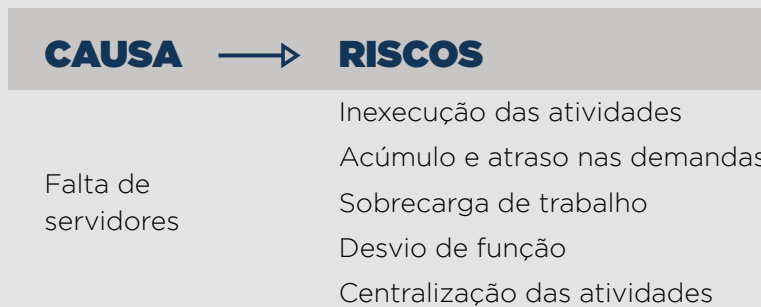 CAUSA RISCOS
Inexecução das atividades
Acúmulo e atraso nas demandas
Falta de
servidores
Sobrecarga de trabalho
Desvio de função
Centralização das atividades